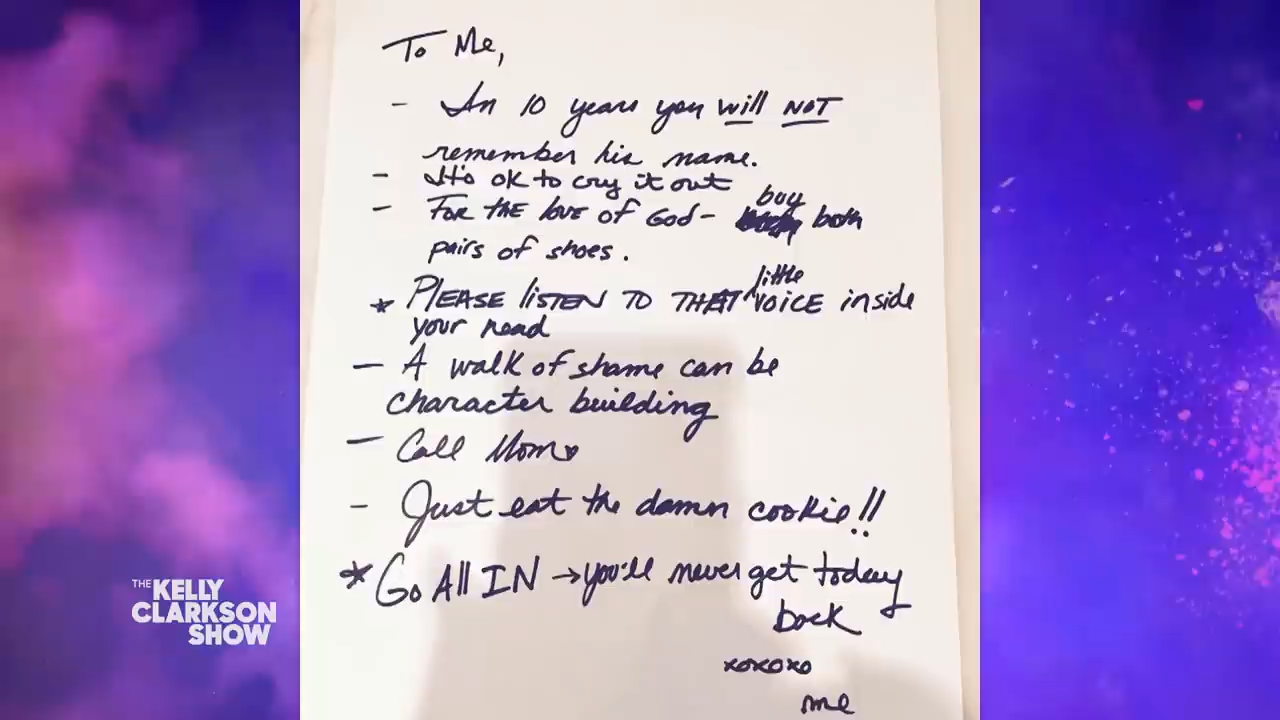 To Me,
- In 10 years you will NOT
remember his name.
- It's ok to cry it out
- FOR THE love of God- buy both
pairs of shoes.
* PLEASE listen TO THAT little VOICE inside
your head
- A walk of shame can be
character building
- Call Mom
- Just eat the damn cookie!!
* Go All IN → you'll never get today
back
xoxoxo
me
THE
KELLY
CLARKSON
SHOW